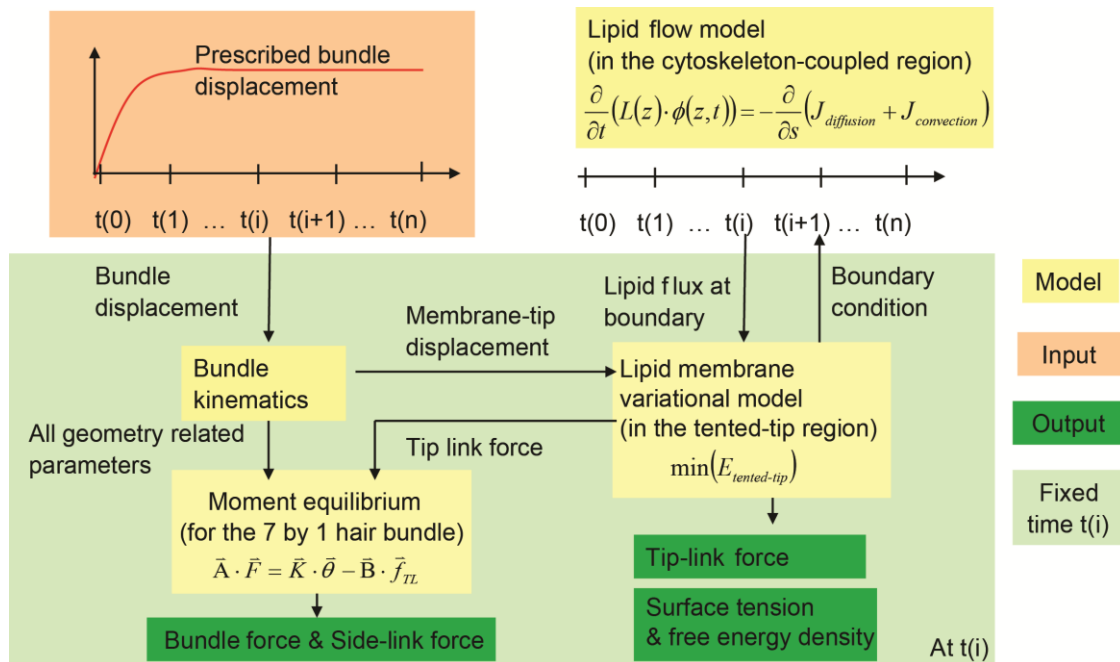 Prescribed bundle
displacement
t(0) t(1) … t(i) t(i+1) … t(n)
Lipid flow model
(in the cytoskeleton-coupled region)
∂/∂t (L(z)·ϕ(z,t)) = −∂/∂s (J_diffusion + J_convection)
t(0) t(1) … t(i) t(i+1) … t(n)
Bundle
displacement
Membrane-tip
displacement
Lipid flux at
boundary
Boundary
condition
Bundle
kinematics
Lipid membrane
variational model
(in the tented-tip region)
min(E_tented-tip)
All geometry related
parameters
Tip link force
Moment equilibrium
(for the 7 by 1 hair bundle)
A⃗ · F⃗ = K⃗ · θ⃗ − B⃗ · f⃗_TL
Bundle force & Side-link force
Tip-link force
Surface tension
& free energy density
At t(i)
Model
Input
Output
Fixed
time t(i)